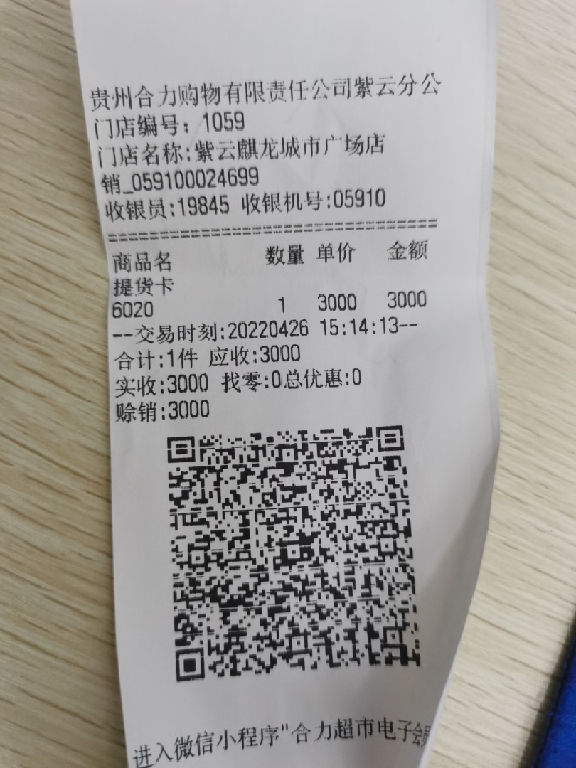 贵州合力购物有限责任公司紫云分公
门店编号：1059
门店名称:紫云麒龙城市广场店
销_059100024699
收银员:19845 收银机号:05910
================================
商品名 数量 单价 金额
提货卡
6020 1 3000 3000
--交易时刻:20220426 15:14:13--
合计:1件 应收:3000
实收:3000 找零:0总优惠:0
赊销:3000
进入微信小程序"合力超市电子会